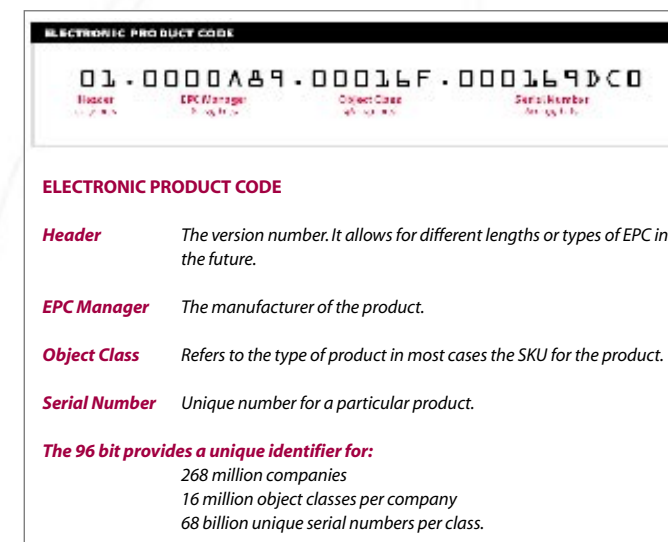 ELECTRONIC PRODUCT CODE
01.0000A89.00016F.000169DC0
Header EPC Manager Object Class Serial Number
ELECTRONIC PRODUCT CODE
Header The version number. It allows for different lengths or types of EPC in
the future.
EPC Manager The manufacturer of the product.
Object Class Refers to the type of product in most cases the SKU for the product.
Serial Number Unique number for a particular product.
The 96 bit provides a unique identifier for:
268 million companies
16 million object classes per company
68 billion unique serial numbers per class.